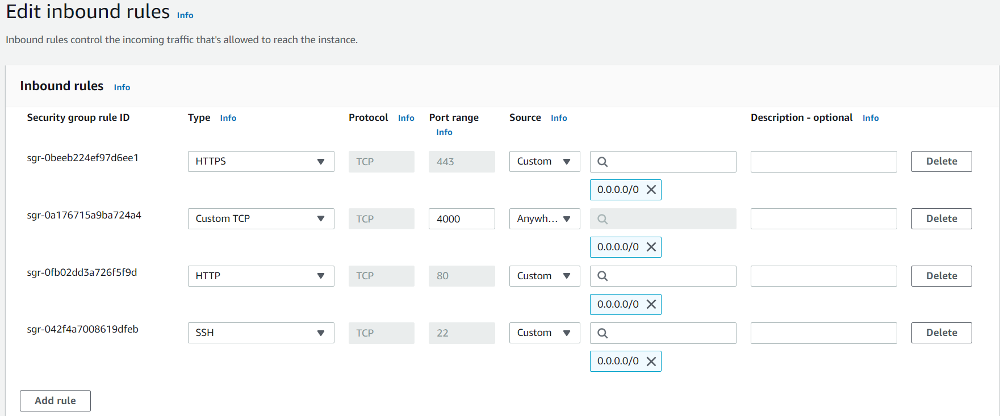 Edit inbound rules Info
Inbound rules control the incoming traffic that's allowed to reach the instance.
Inbound rules Info
Security group rule ID Type Info Protocol Info Port range Info Source Info Description - optional Info
sgr-0beeb224ef97d6ee1 HTTPS TCP 443 Custom Delete
0.0.0.0/0
sgr-0a176715a9ba724a4 Custom TCP TCP 4000 Anywh... Delete
0.0.0.0/0
sgr-0fb02dd3a726f5f9d HTTP TCP 80 Custom Delete
0.0.0.0/0
sgr-042f4a7008619dfeb SSH TCP 22 Custom Delete
0.0.0.0/0
Add rule